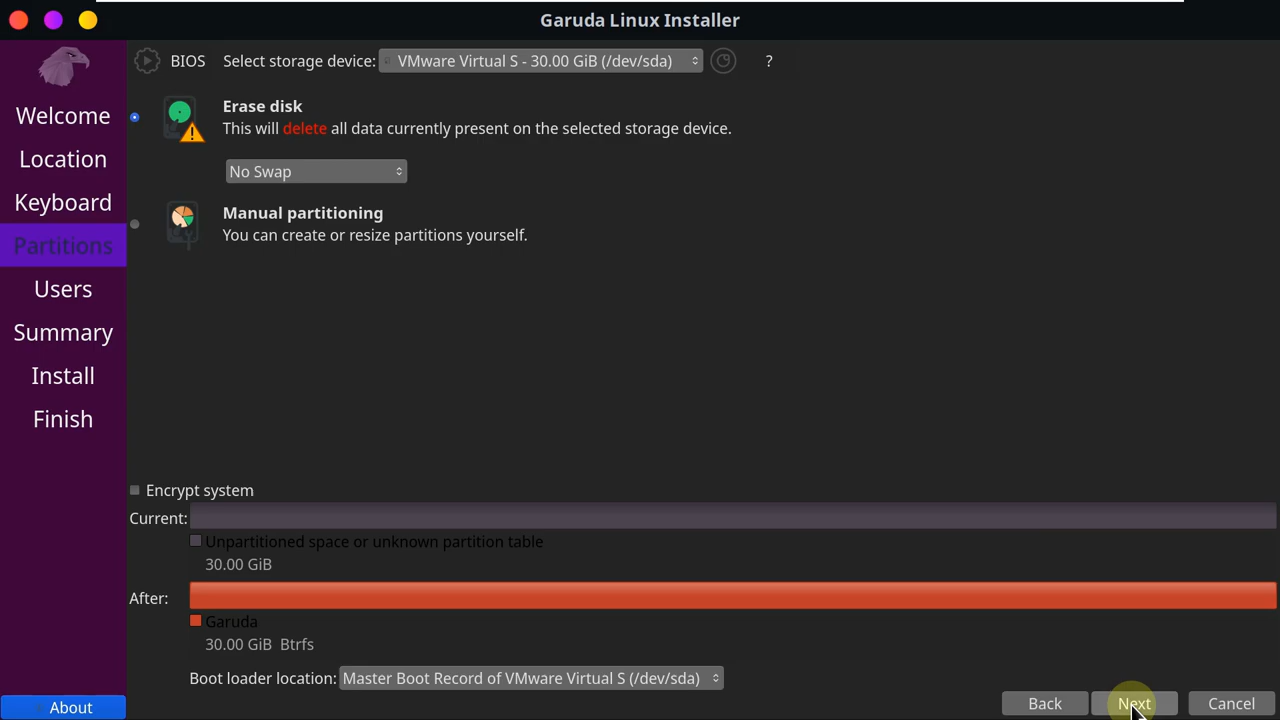 Garuda Linux Installer
BIOS Select storage device: VMware Virtual S - 30.00 GiB (/dev/sda) ?
Welcome
Location
Keyboard
Partitions
Users
Summary
Install
Finish
About
Erase disk
This will delete all data currently present on the selected storage device.
No Swap
Manual partitioning
You can create or resize partitions yourself.
Encrypt system
Current:
Unpartitioned space or unknown partition table
30.00 GiB
After:
Garuda
30.00 GiB Btrfs
Boot loader location: Master Boot Record of VMware Virtual S (/dev/sda)
Back Next Cancel